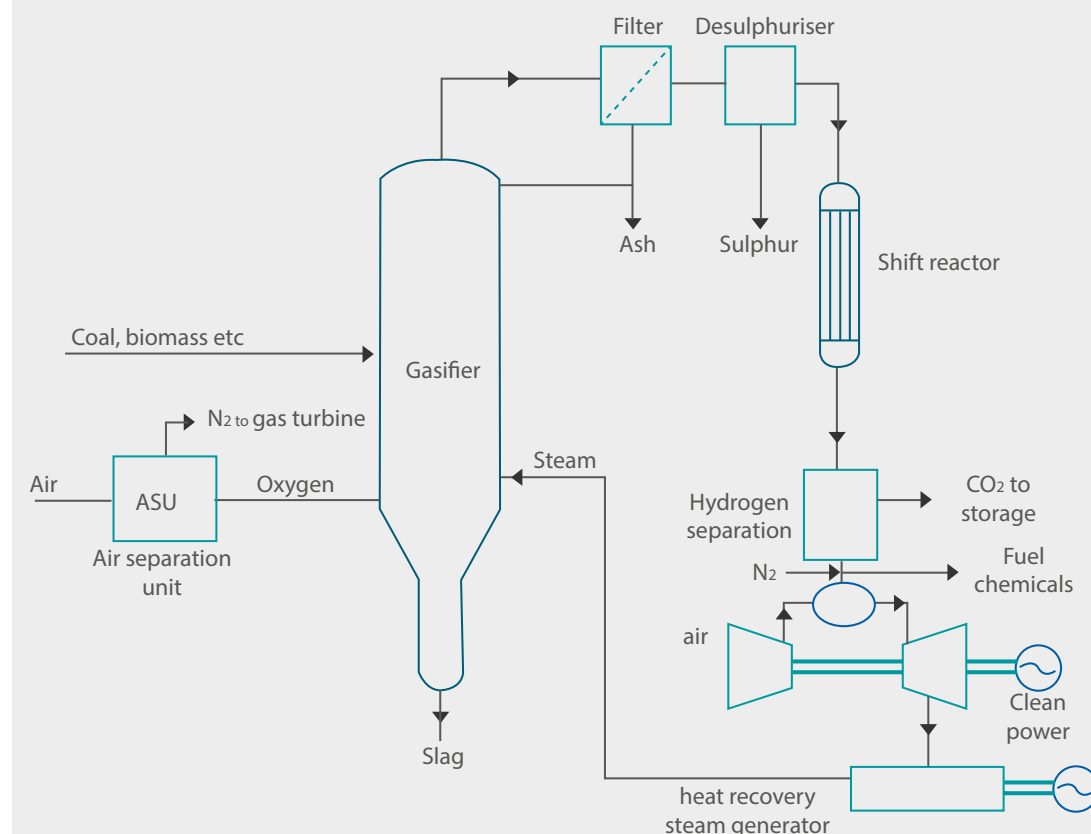 Filter
Desulphuriser
Ash
Sulphur
Shift reactor
Coal, biomass etc
Gasifier
N2 to gas turbine
Air
ASU
Oxygen
Steam
Air separation
unit
Hydrogen
separation
CO2 to
storage
N2
Fuel
chemicals
air
Clean
power
Slag
heat recovery
steam generator